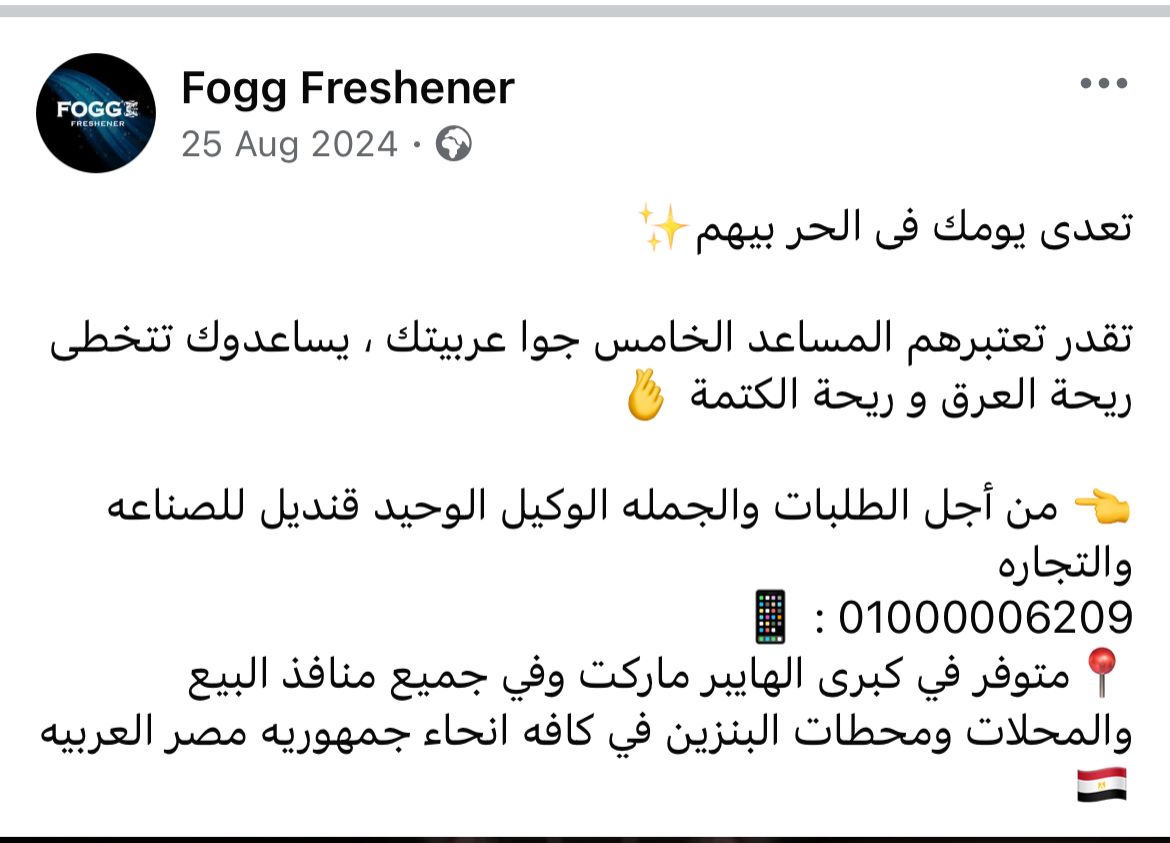 FOGG
FRESHENER
Fogg Freshener
25 Aug 2024 ·
تعدى يومك فى الحر بيهم✨
تقدر تعتبرهم المساعد الخامس جوا عربيتك ، يساعدوك تتخطى
ريحة العرق و ريحة الكتمة 🫰
👈 من أجل الطلبات والجمله الوكيل الوحيد قنديل للصناعه
والتجاره
01000006209 : 📱
📍 متوفر في كبرى الهايبر ماركت وفي جميع منافذ البيع
والمحلات ومحطات البنزين في كافه انحاء جمهوريه مصر العربيه
🇪🇬